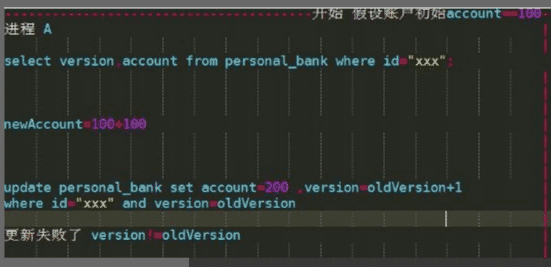 ----------------------------------开始 假设账户初始account==100-
进程 A
select version,account from personal_bank where id="xxx";
newAccount=100+100
update personal_bank set account=200 ,version=oldVersion+1
where id="xxx" and version=oldVersion
更新失败了 version!=oldVersion